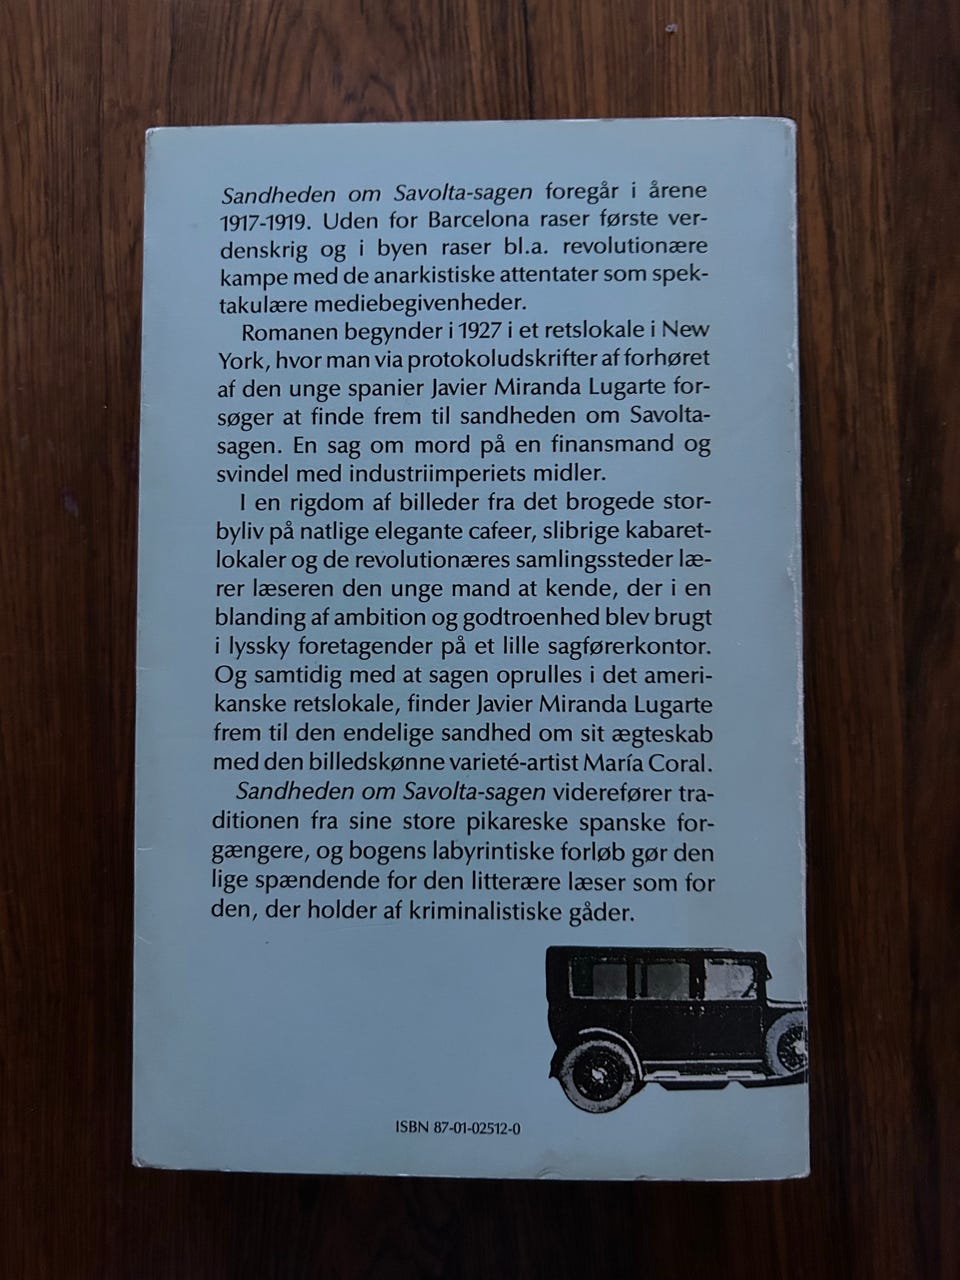 Sandheden om Savolta-sagen foregår i årene
1917-1919. Uden for Barcelona raser første ver-
denskrig og i byen raser bl.a. revolutionære
kampe med de anarkistiske attentater som spek-
takulære mediebegivenheder.
Romanen begynder i 1927 i et retslokale i New
York, hvor man via protokoludskrifter af forhøret
af den unge spanier Javier Miranda Lugarte for-
søger at finde frem til sandheden om Savolta-
sagen. En sag om mord på en finansmand og
svindel med industriimperiets midler.
I en rigdom af billeder fra det brogede stor-
byliv på natlige elegante cafeer, slibrige kabaret-
lokaler og de revolutionæres samlingssteder læ-
rer læseren den unge mand at kende, der i en
blanding af ambition og godtroenhed blev brugt
i lyssky foretagender på et lille sagførerkontor.
Og samtidig med at sagen oprulles i det ameri-
kanske retslokale, finder Javier Miranda Lugarte
frem til den endelige sandhed om sit ægteskab
med den billedskønne varieté-artist María Coral.
Sandheden om Savolta-sagen viderefører tra-
ditionen fra sine store pikareske spanske for-
gængere, og bogens labyrintiske forløb gør den
lige spændende for den litterære læser som for
den, der holder af kriminalistiske gåder.
ISBN 87-01-02512-0